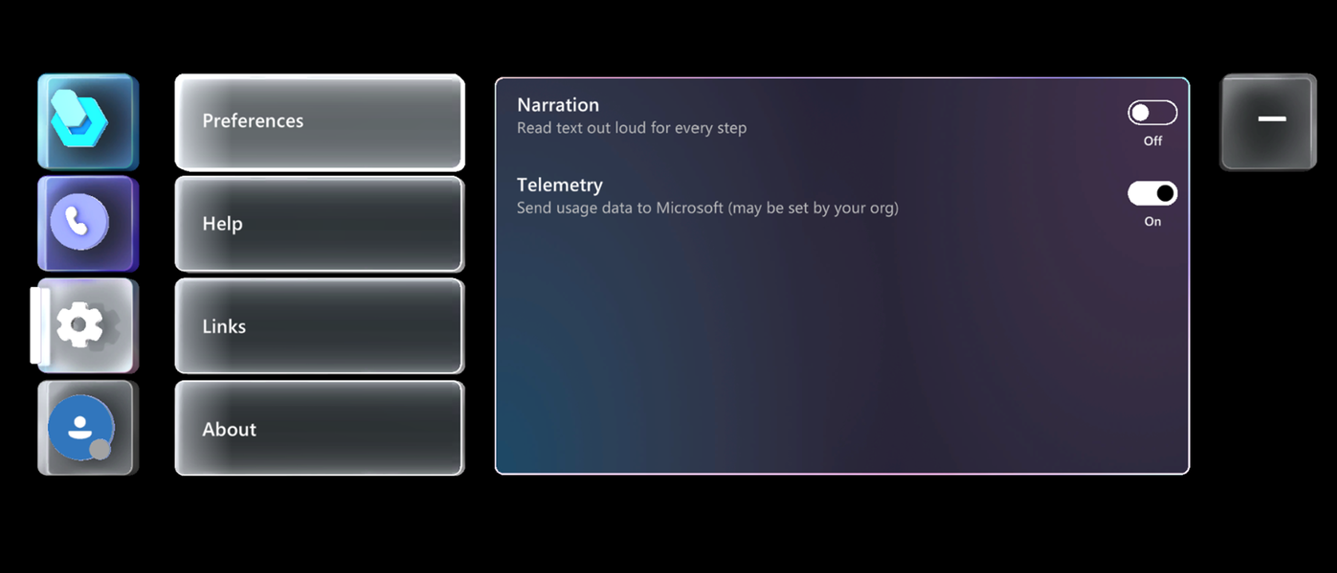 Preferences
Help
Links
About
Narration
Read text out loud for every step
Off
Telemetry
Send usage data to Microsoft (may be set by your org)
On